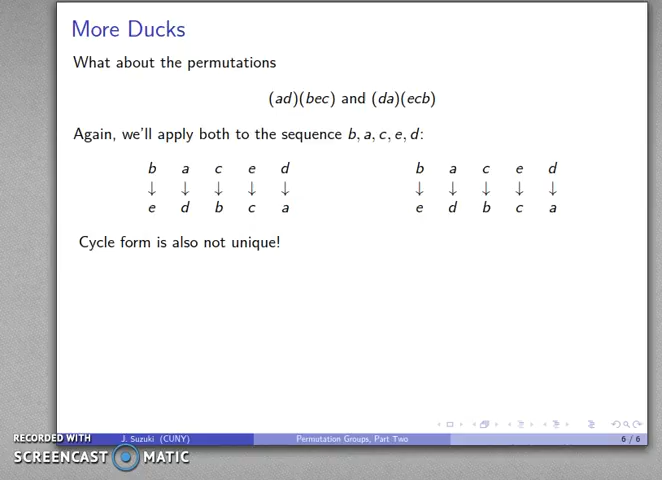 More Ducks
What about the permutations
(ad)(bec) and (da)(ecb)
Again, we'll apply both to the sequence b, a, c, e, d:
b a c e d b a c e d
↓ ↓ ↓ ↓ ↓ ↓ ↓ ↓ ↓ ↓
e d b c a e d b c a
Cycle form is also not unique!
J. Suzuki (CUNY) Permutation Groups, Part Two 6 / 6
RECORDED WITH
SCREENCAST MATIC